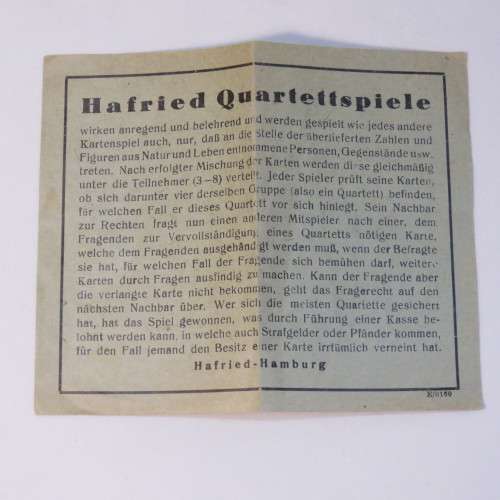 Hafried Quartettspiele
wirken anregend und belehrend und werden gespielt wie jedes andere
Kartenspiel auch, nur, daß an die Stelle der überlieferten Zahlen und
Figuren aus Natur und Leben entnommene Personen, Gegenstände usw.
treten. Nach erfolgter Mischung der Karten werden diese gleichmäßig
unter die Teilnehmer (3—8) verteilt. Jeder Spieler prüft seine Karten,
ob sich darunter vier derselben Gruppe (also ein Quartett) befinden,
für welchen Fall er dieses Quartett vor sich hinlegt. Sein Nachbar
zur Rechten fragt nun einen anderen Mitspieler nach einer, dem
Fragenden zur Vervollständigung eines Quartetts nötigen Karte,
welche dem Fragenden ausgehändigt werden muß, wenn der Befragte
sie hat, für welchen Fall der Fragende sich bemühen darf, weitere
Karten durch Fragen ausfindig zu machen. Kann der Fragende aber
die verlangte Karte nicht bekommen, geht das Fragerecht auf den
nächsten Nachbar über. Wer sich die meisten Quartette gesichert
hat, has das Spiel gewonnen, was durch Führung einer Kasse be-
lohnt werden kann, in welche auch Strafgelder oder Pfänder kommen,
für den Fall jemand den Besitz einer Karte irrtümlich verneint hat.
Hafried-Hamburg